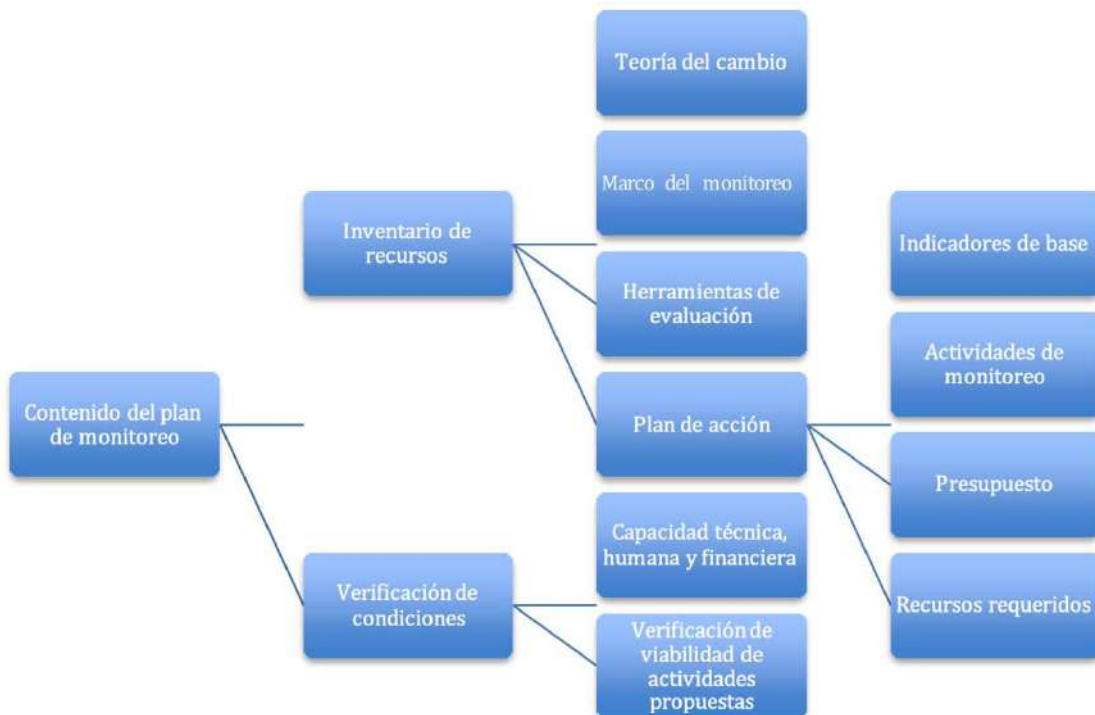 Contenido del plan
de monitoreo
Inventario de
recursos
Verificación de
condiciones
Teoría del cambio
Marco del monitoreo
Herramientas de
evaluación
Plan de acción
Capacidad técnica,
humana y financiera
Verificación de
viabilidad de
actividades
propuestas
Indicadores de base
Actividades de
monitoreo
Presupuesto
Recursos requeridos